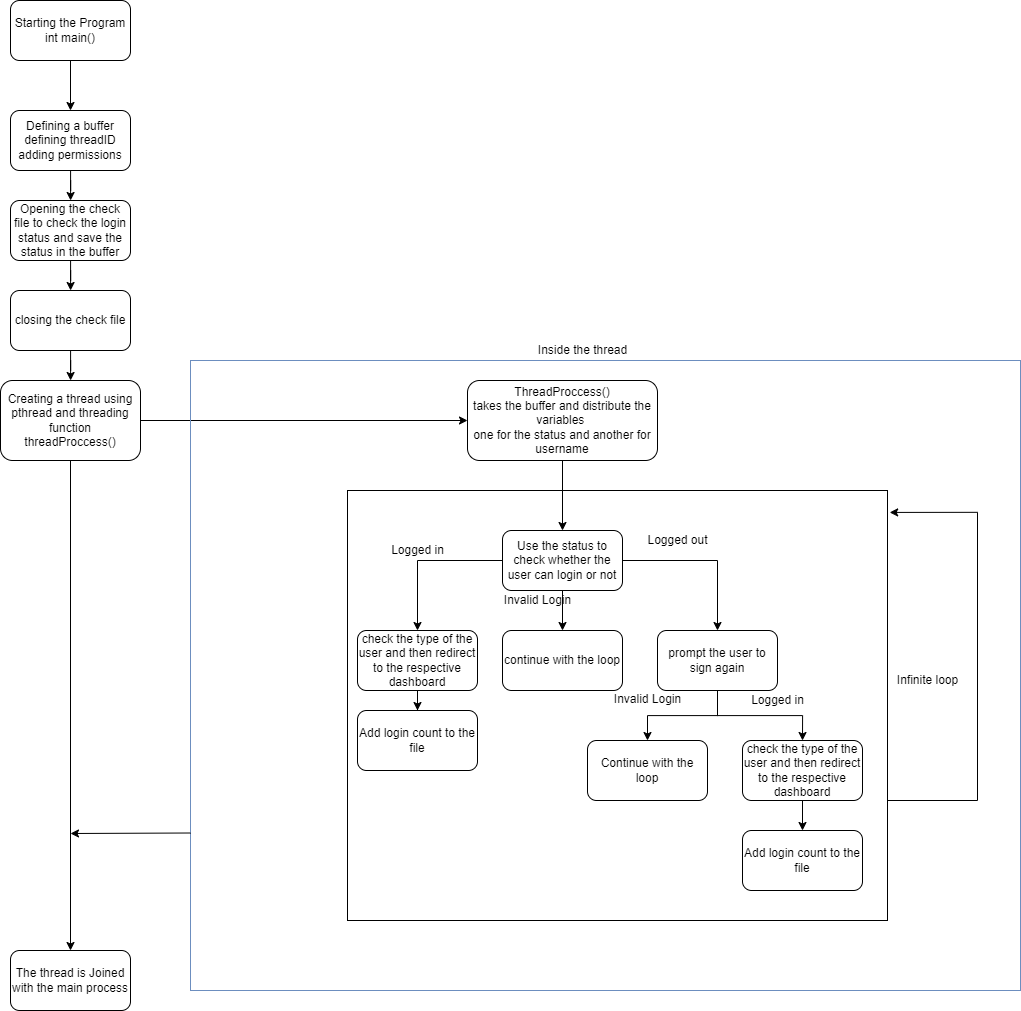 Starting the Program
int main()
Defining a buffer
defining threadID
adding permissions
Opening the check
file to check the login
status and save the
status in the buffer
closing the check file
Creating a thread using
pthread and threading
function
threadProccess()
Inside the thread
ThreadProccess()
takes the buffer and distribute the
variables
one for the status and another for
username
Use the status to
check whether the
user can login or not
Logged in
Invalid Login
Logged out
check the type of the
user and then redirect
to the respective
dashboard
continue with the loop
prompt the user to
sign again
Add login count to the
file
Invalid Login
Logged in
Continue with the
loop
check the type of the
user and then redirect
to the respective
dashboard
Add login count to the
file
Infinite loop
The thread is Joined
with the main process